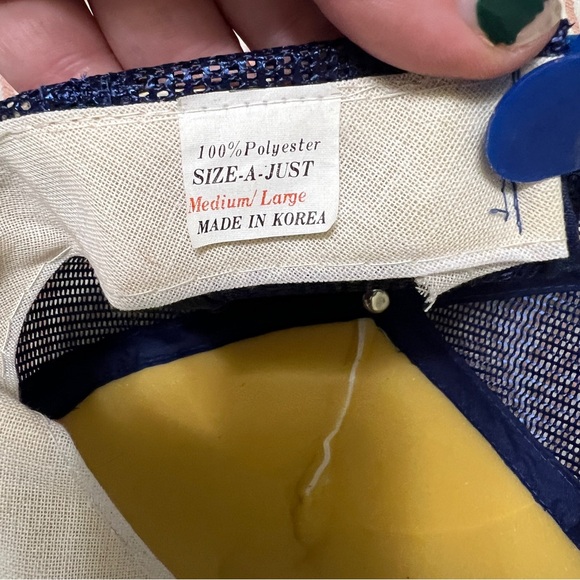 100% Polyester
SIZE-A-JUST
Medium/ Large
MADE IN KOREA